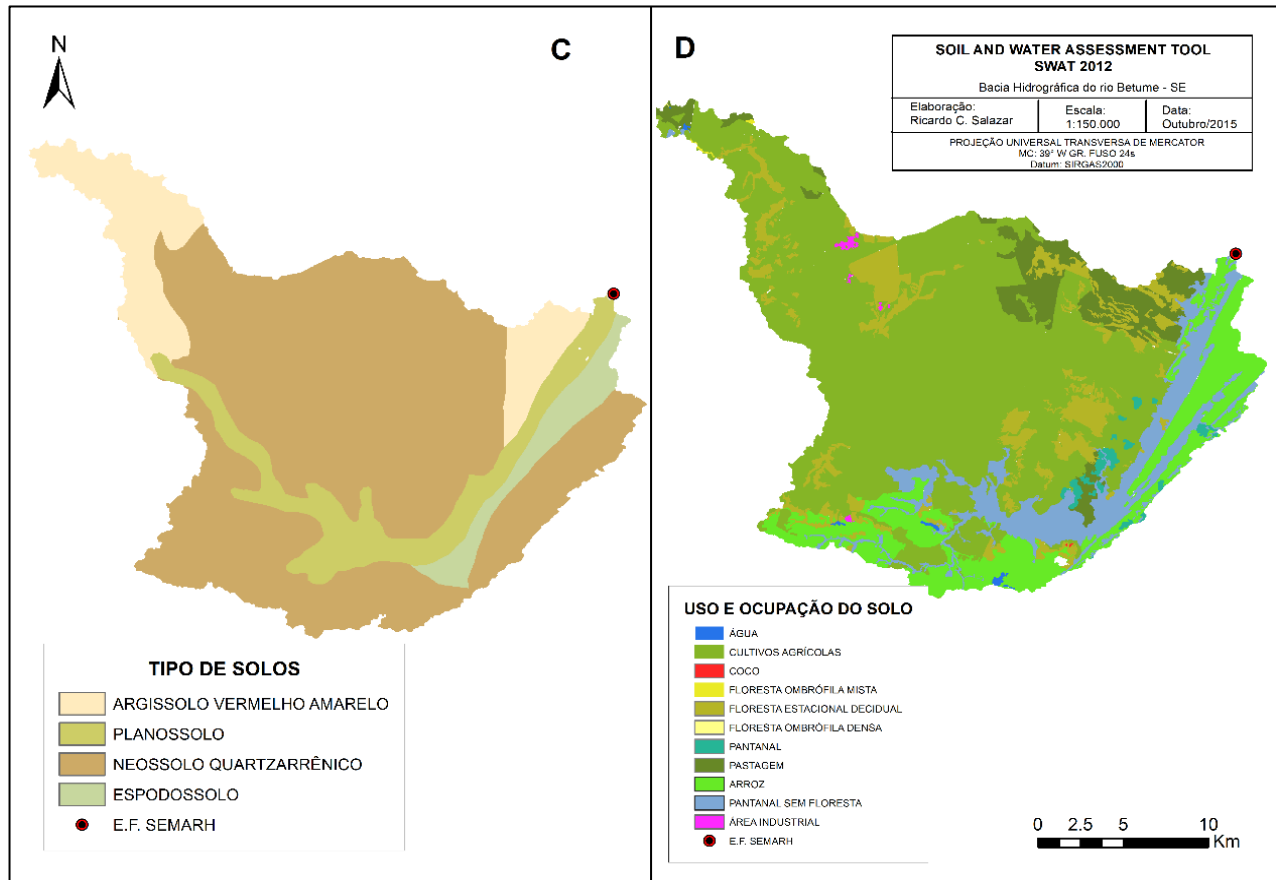 N
C
TIPO DE SOLOS
ARGISSOLO VERMELHO AMARELO
PLANOSSOLO
NEOSSOLO QUARTZARRÊNICO
ESPODOSSOLO
E.F. SEMARH
D
SOIL AND WATER ASSESSMENT TOOL
SWAT 2012
Bacia Hidrográfica do rio Betume - SE
Elaboração:
Ricardo C. Salazar
Escala:
1:150.000
Data:
Outubro/2015
PROJEÇÃO UNIVERSAL TRANSVERSA DE MERCATOR
MC: 39° W GR. FUSO 24s
Datum: SIRGAS2000
USO E OCUPAÇÃO DO SOLO
ÁGUA
CULTIVOS AGRÍCOLAS
COCO
FLORESTA OMBRÓFILA MISTA
FLORESTA ESTACIONAL DECIDUAL
FLORESTA OMBRÓFILA DENSA
PANTANAL
PASTAGEM
ARROZ
PANTANAL SEM FLORESTA
ÁREA INDUSTRIAL
E.F. SEMARH
0 2.5 5 10
Km